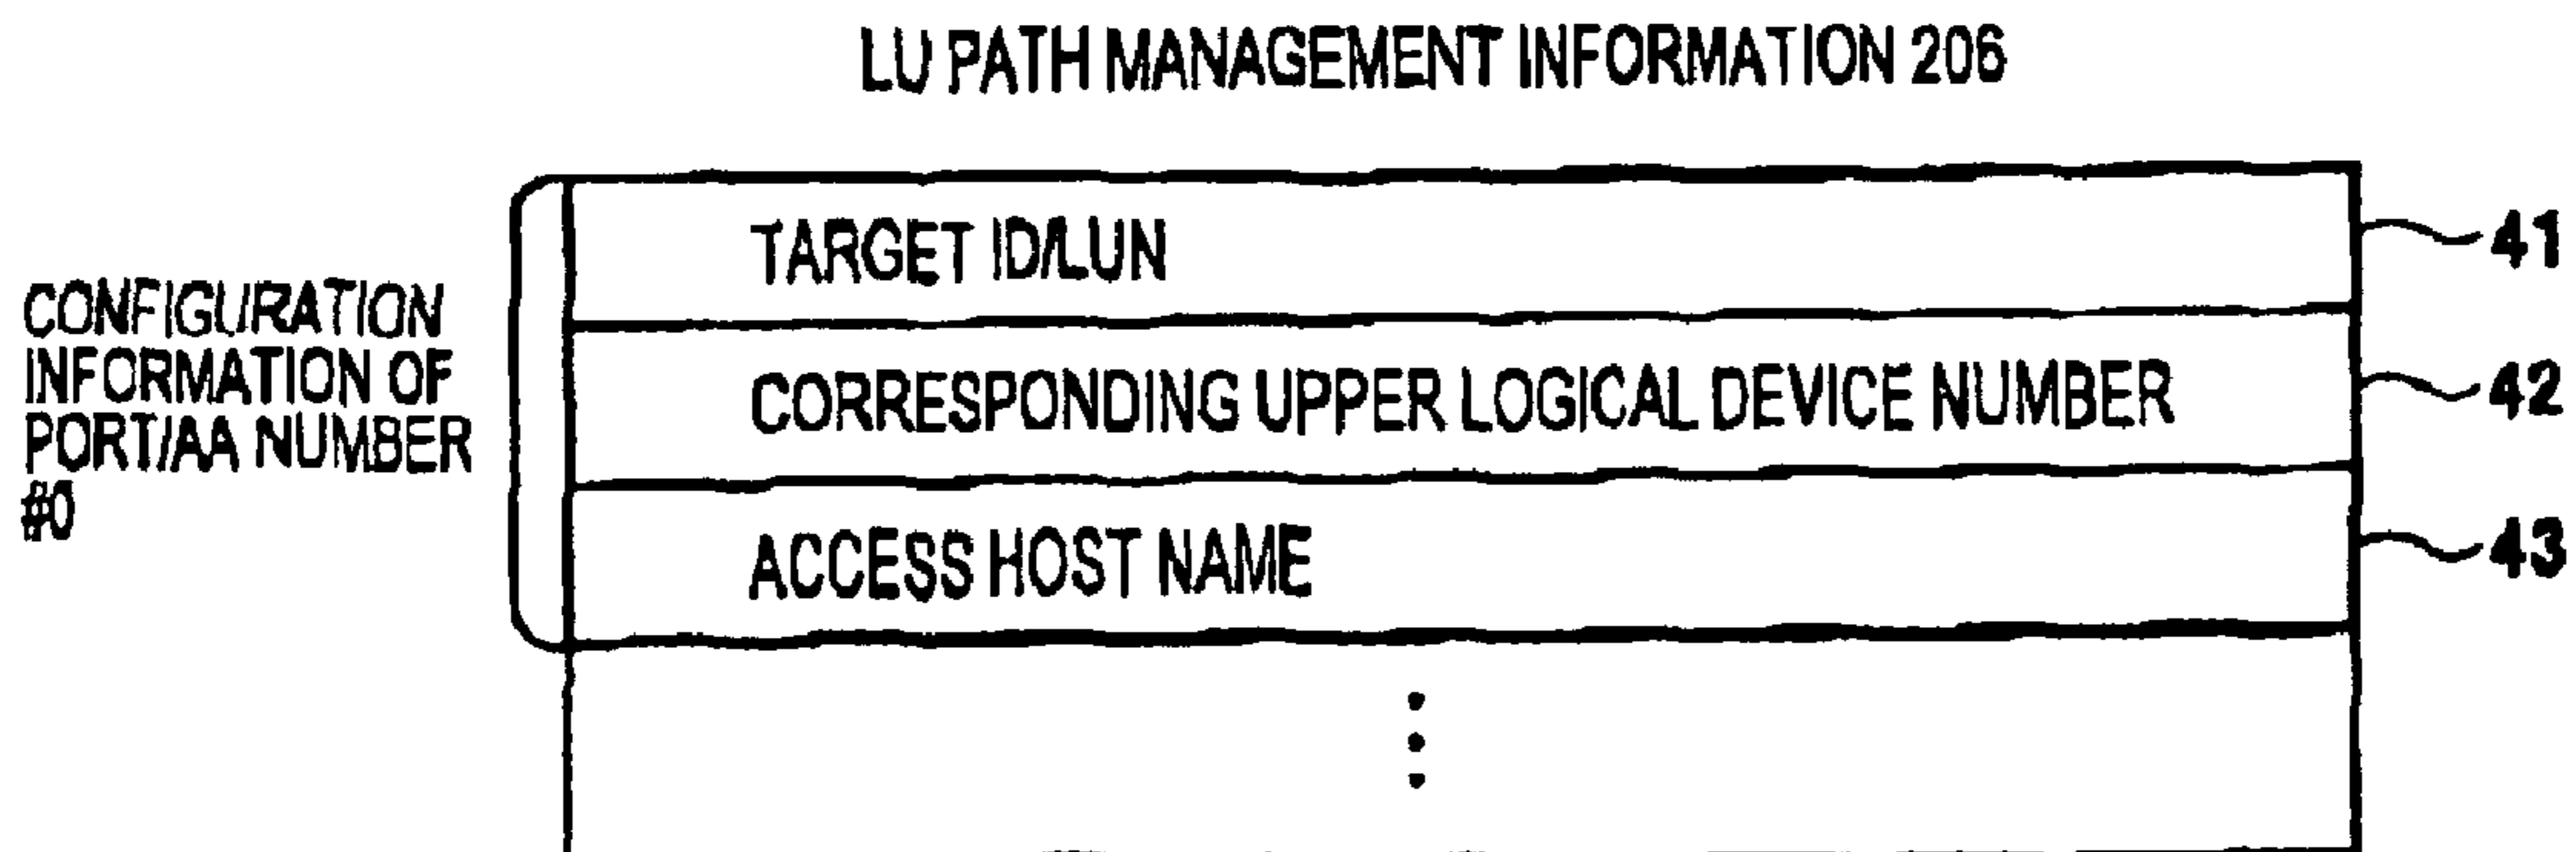 LU PATH MANAGEMENT INFORMATION 206
CONFIGURATION
INFORMATION OF
PORT/AA NUMBER
#0
TARGET ID/LUN
41
CORRESPONDING UPPER LOGICAL DEVICE NUMBER
42
ACCESS HOST NAME
43